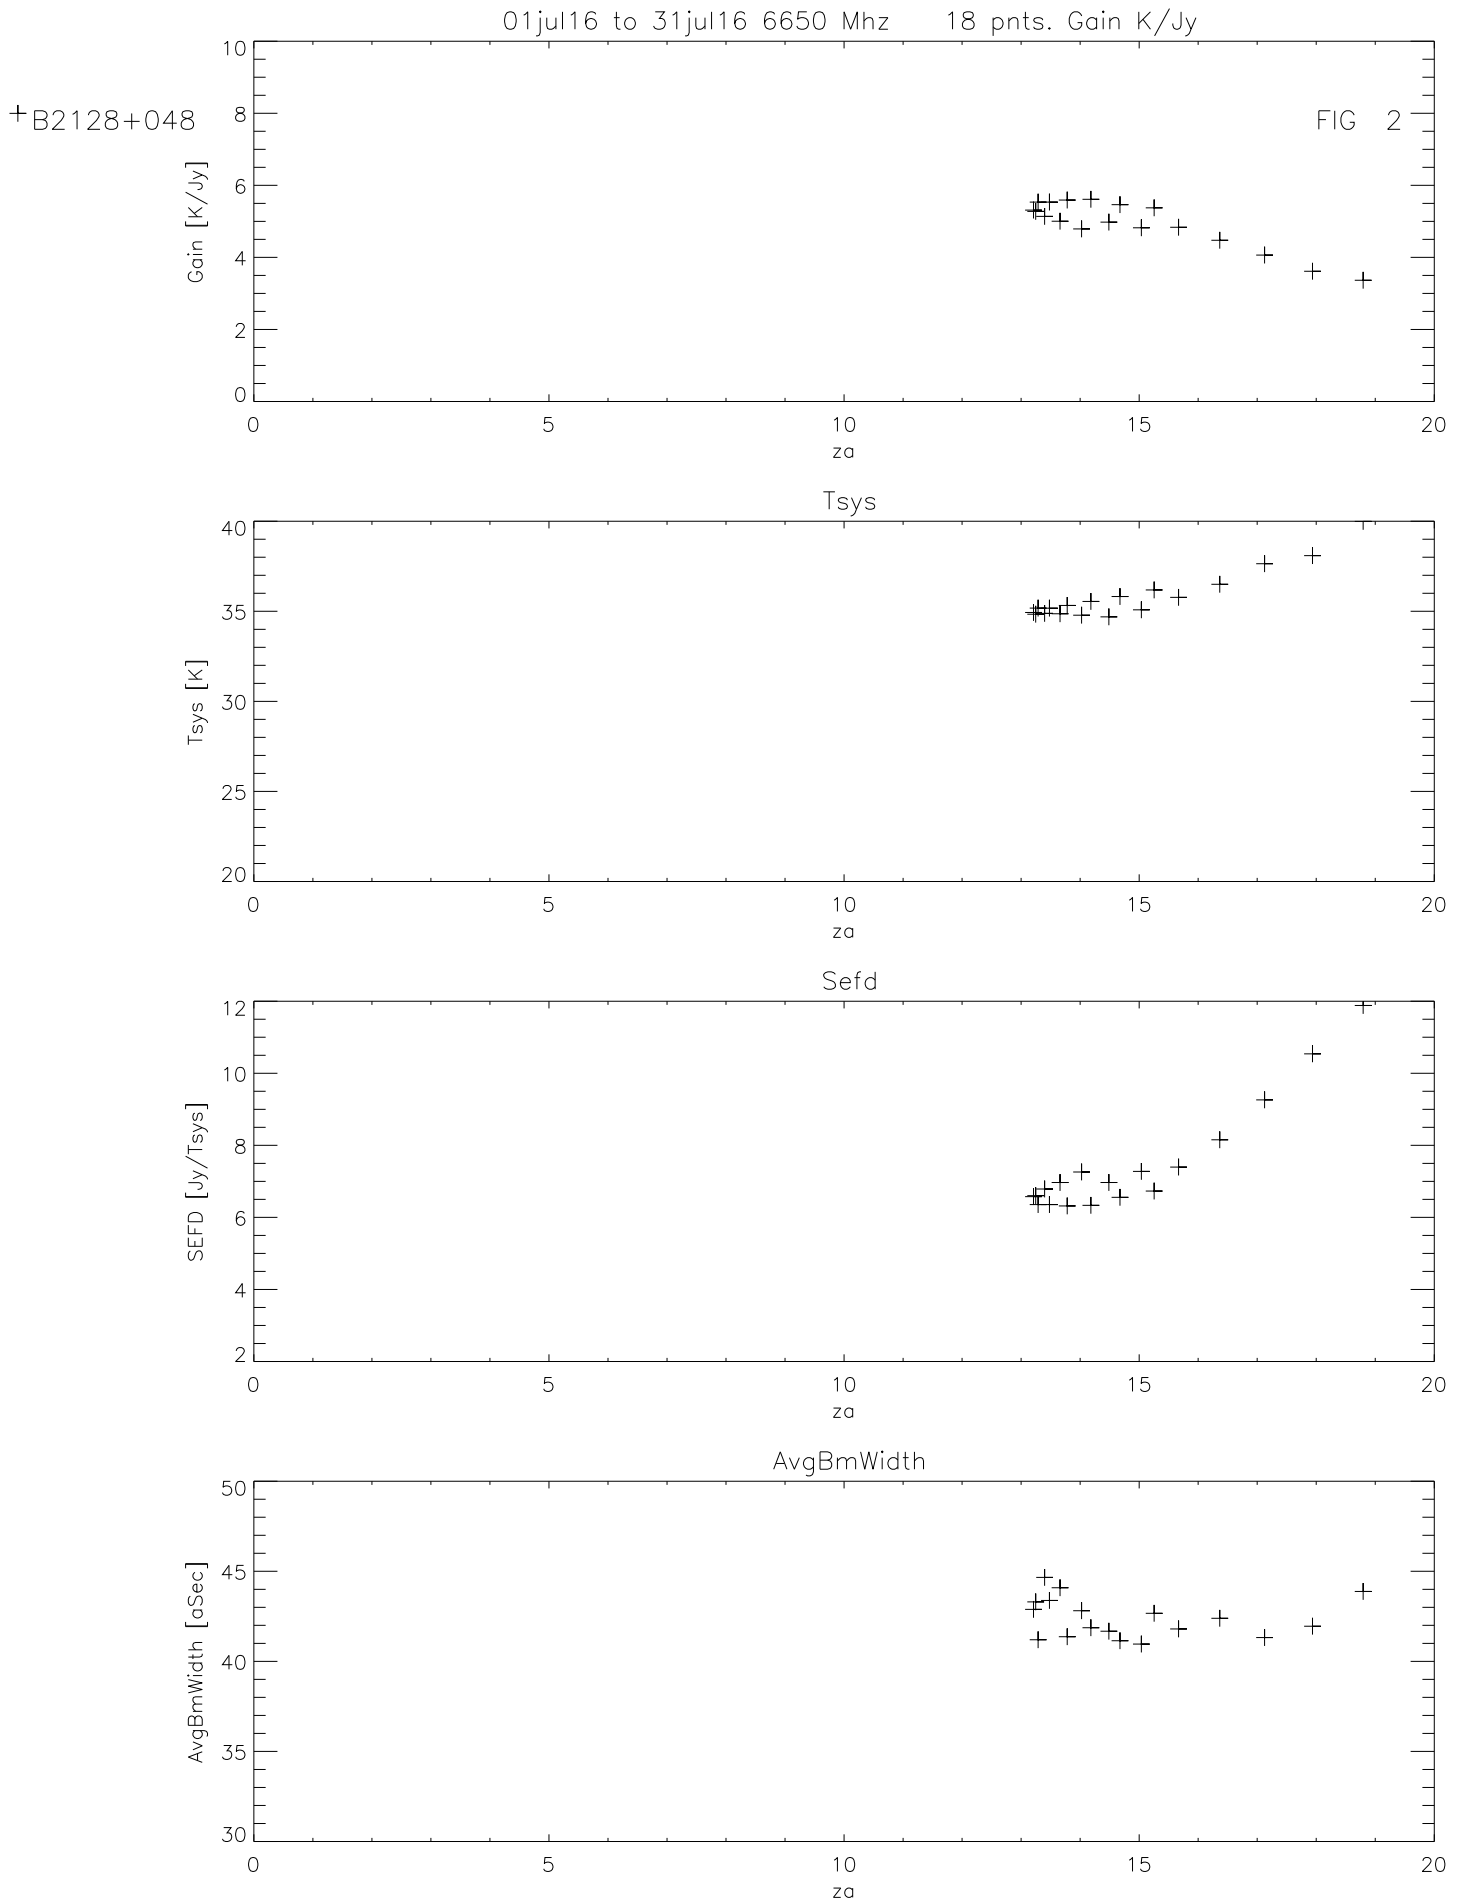 01jul16 to 31jul16 6650 Mhz 18 pnts. Gain K/Jy
+B2128+048
FIG 2
Gain [K/Jy]
10
8
6
4
2
0
0 5 10 15 20
za
Tsys
Tsys [K]
40
35
30
25
20
0 5 10 15 20
za
Sefd
SEFD [Jy/Tsys]
12
10
8
6
4
2
0 5 10 15 20
za
AvgBmWidth
AvgBmWidth [aSec]
50
45
40
35
30
0 5 10 15 20
za